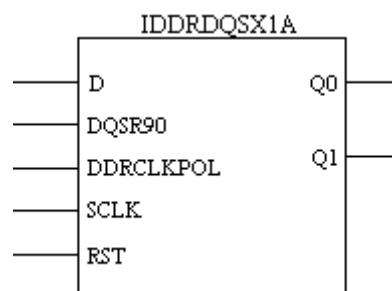 IDDRDQSX1A
D
Q0
DQSR90
Q1
DDRCLKPOL
SCLK
RST